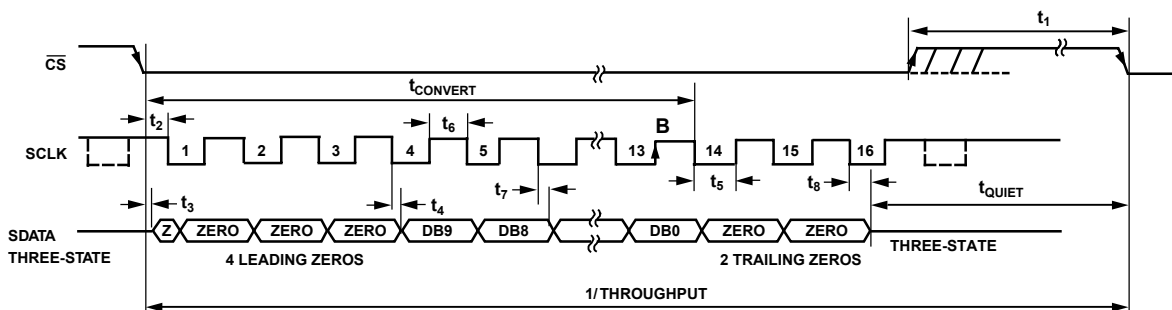 t1
CS
tCONVERT
t2
t6
B
SCLK
1
2
3
4
5
13
14
15
16
t3
t4
t7
t5
t8
tQUIET
SDATA
THREE-STATE
Z
ZERO
ZERO
ZERO
DB9
DB8
DB0
ZERO
ZERO
THREE-STATE
4 LEADING ZEROS
2 TRAILING ZEROS
1/THROUGHPUT